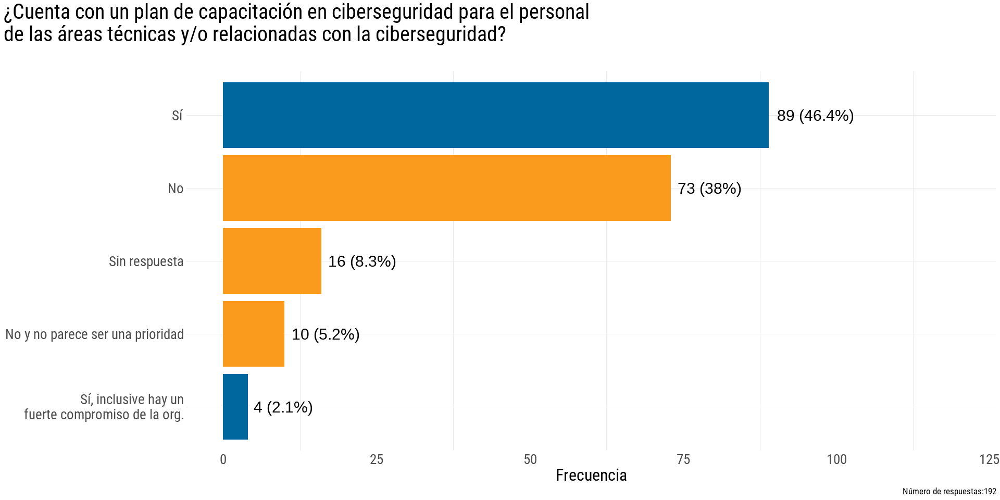 ¿Cuenta con un plan de capacitación en ciberseguridad para el personal
de las áreas técnicas y/o relacionadas con la ciberseguridad?
Sí
89 (46.4%)
No
73 (38%)
Sin respuesta
16 (8.3%)
No y no parece ser una prioridad
10 (5.2%)
Sí, inclusive hay un
fuerte compromiso de la org.
4 (2.1%)
0 25 50 75 100 125
Frecuencia
Número de respuestas:192